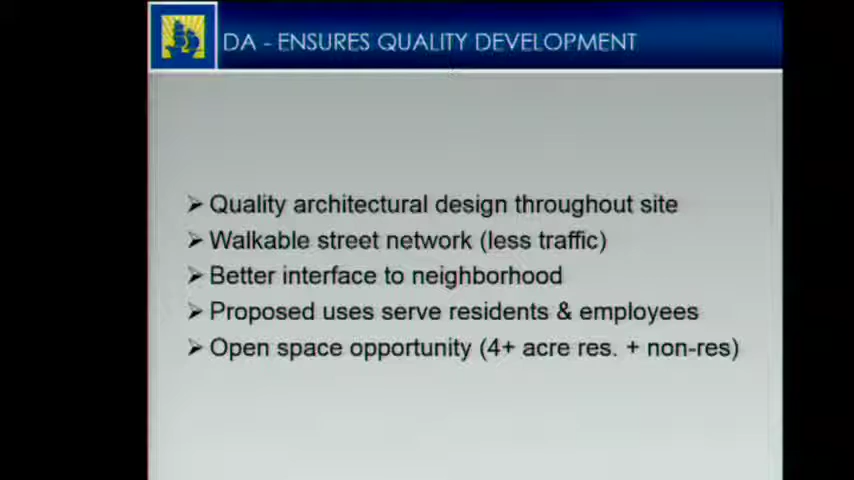 DA - ENSURES QUALITY DEVELOPMENT
Quality architectural design throughout site
Walkable street network (less traffic)
Better interface to neighborhood
Proposed uses serve residents & employees
Open space opportunity (4+ acre res. + non-res)